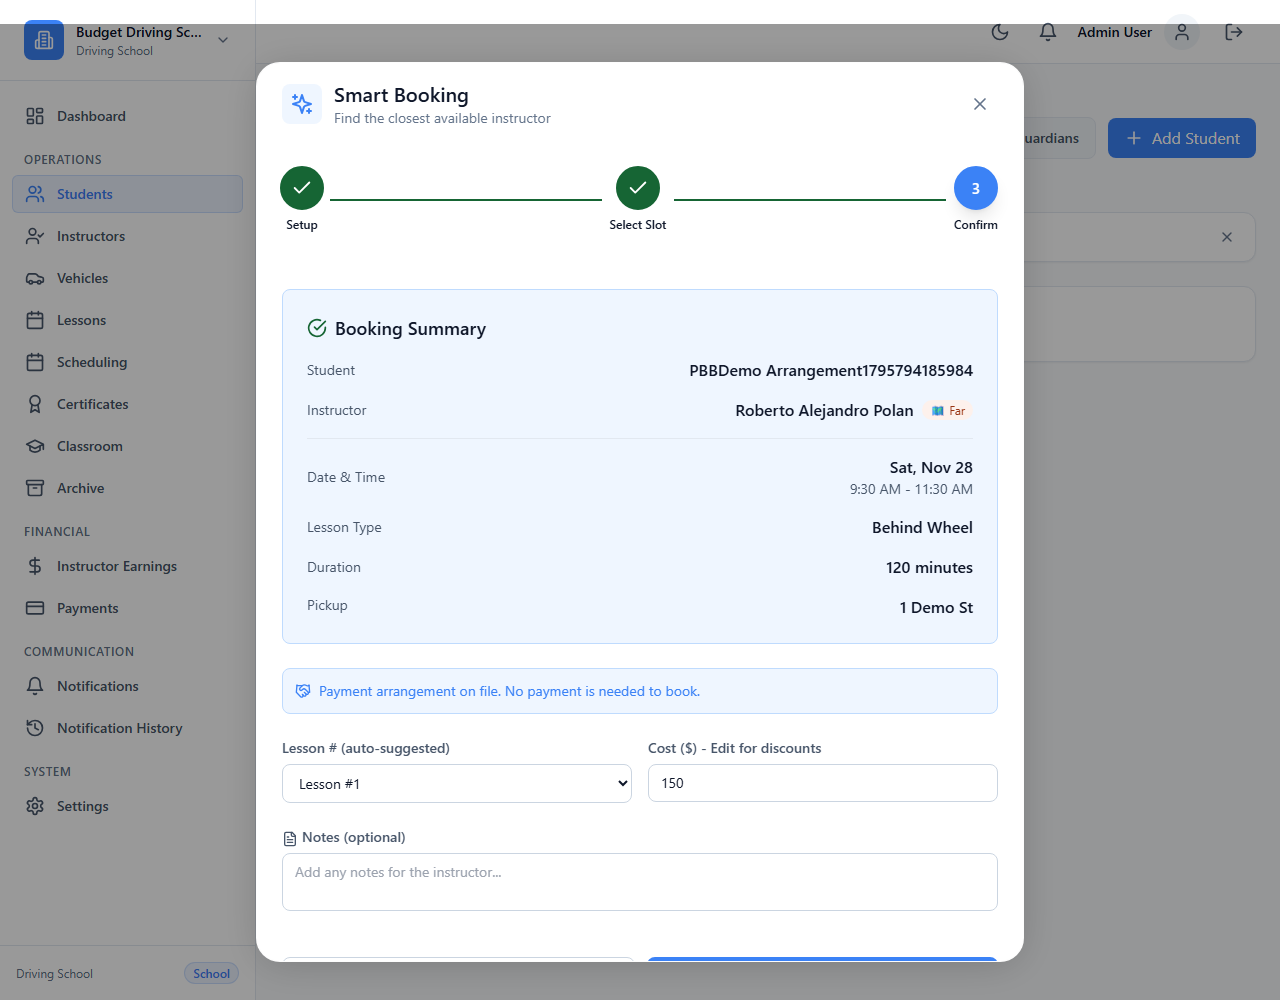 Budget Driving Sc...
Driving School
Admin User
Dashboard
OPERATIONS
Students
Instructors
Vehicles
Lessons
Scheduling
Certificates
Classroom
Archive
FINANCIAL
Instructor Earnings
Payments
COMMUNICATION
Notifications
Notification History
SYSTEM
Settings
Driving School
School
uardians
Add Student
Smart Booking
Find the closest available instructor
3
Setup
Select Slot
Confirm
Booking Summary
Student PBBDemo Arrangement1795794185984
Instructor Roberto Alejandro Polan Far
Date & Time Sat, Nov 28
9:30 AM - 11:30 AM
Lesson Type Behind Wheel
Duration 120 minutes
Pickup 1 Demo St
Payment arrangement on file. No payment is needed to book.
Lesson # (auto-suggested) Cost ($) - Edit for discounts
Lesson #1 150
Notes (optional)
Add any notes for the instructor...